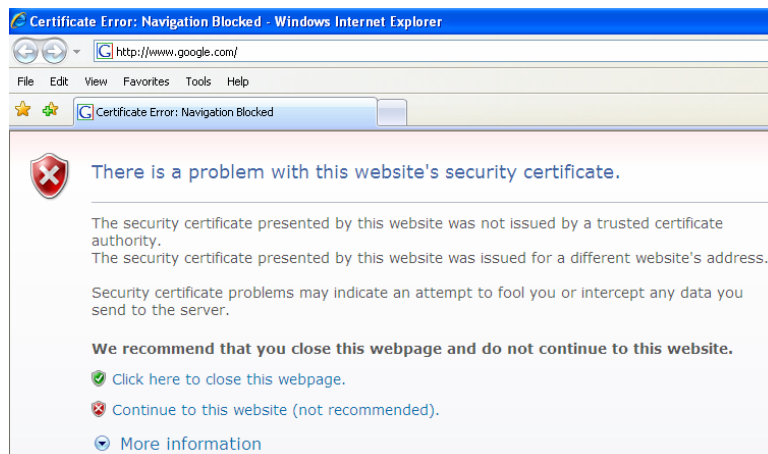 Certificate Error: Navigation Blocked - Windows Internet Explorer
G http://www.google.com/
File Edit View Favorites Tools Help
G Certificate Error: Navigation Blocked
There is a problem with this website's security certificate.
The security certificate presented by this website was not issued by a trusted certificate
authority.
The security certificate presented by this website was issued for a different website's address.
Security certificate problems may indicate an attempt to fool you or intercept any data you
send to the server.
We recommend that you close this webpage and do not continue to this website.
Click here to close this webpage.
Continue to this website (not recommended).
More information